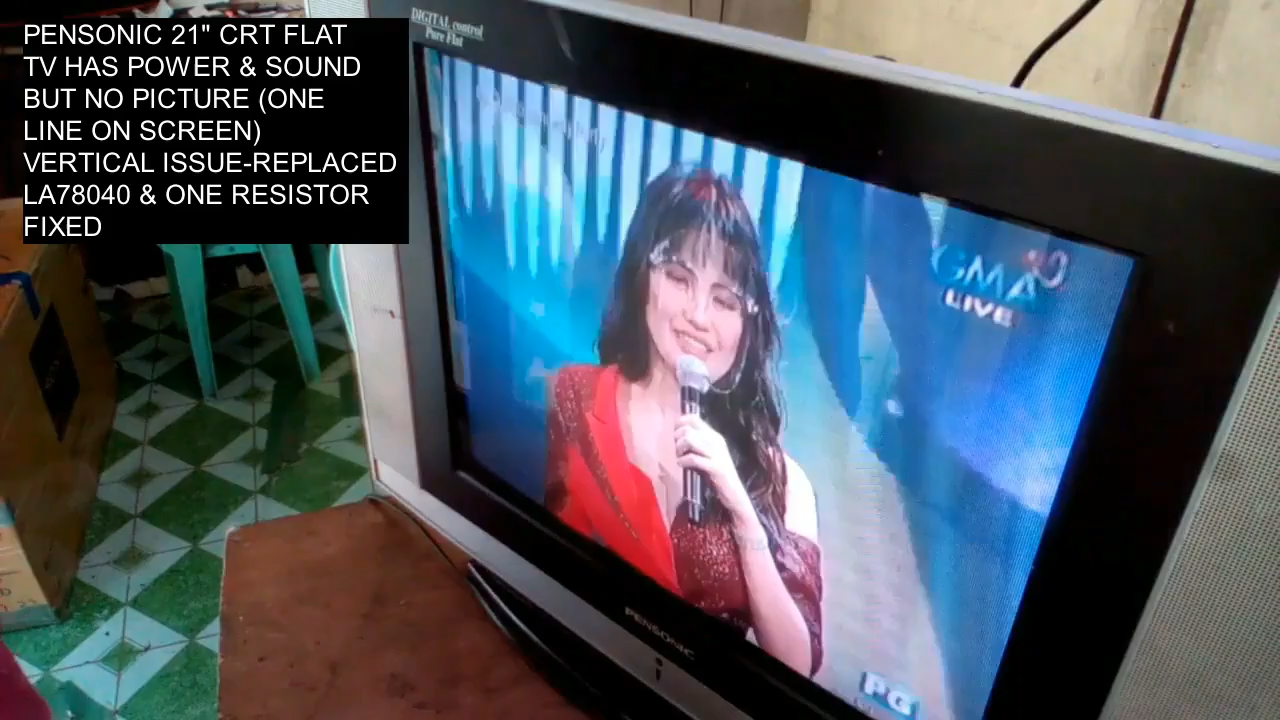 PENSONIC 21" CRT FLAT
TV HAS POWER & SOUND
BUT NO PICTURE (ONE
LINE ON SCREEN)
VERTICAL ISSUE-REPLACED
LA78040 & ONE RESISTOR
FIXED
DIGITAL control
Pure Flat
GMA
LIVE
PENSONIC
PG